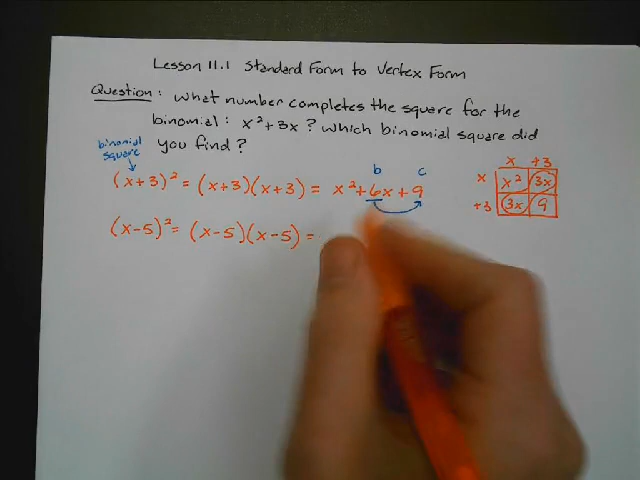 Lesson 11.1 Standard Form to Vertex Form
Question: What number completes the square for the
binomial: x²+3x? Which binomial square did
you find?
binomial
square
(x+3)² = (x+3)(x+3) = x²+6x+9
b c
x +3
x x² 3x
+3 3x 9
(x-5)² = (x-5)(x-5) =